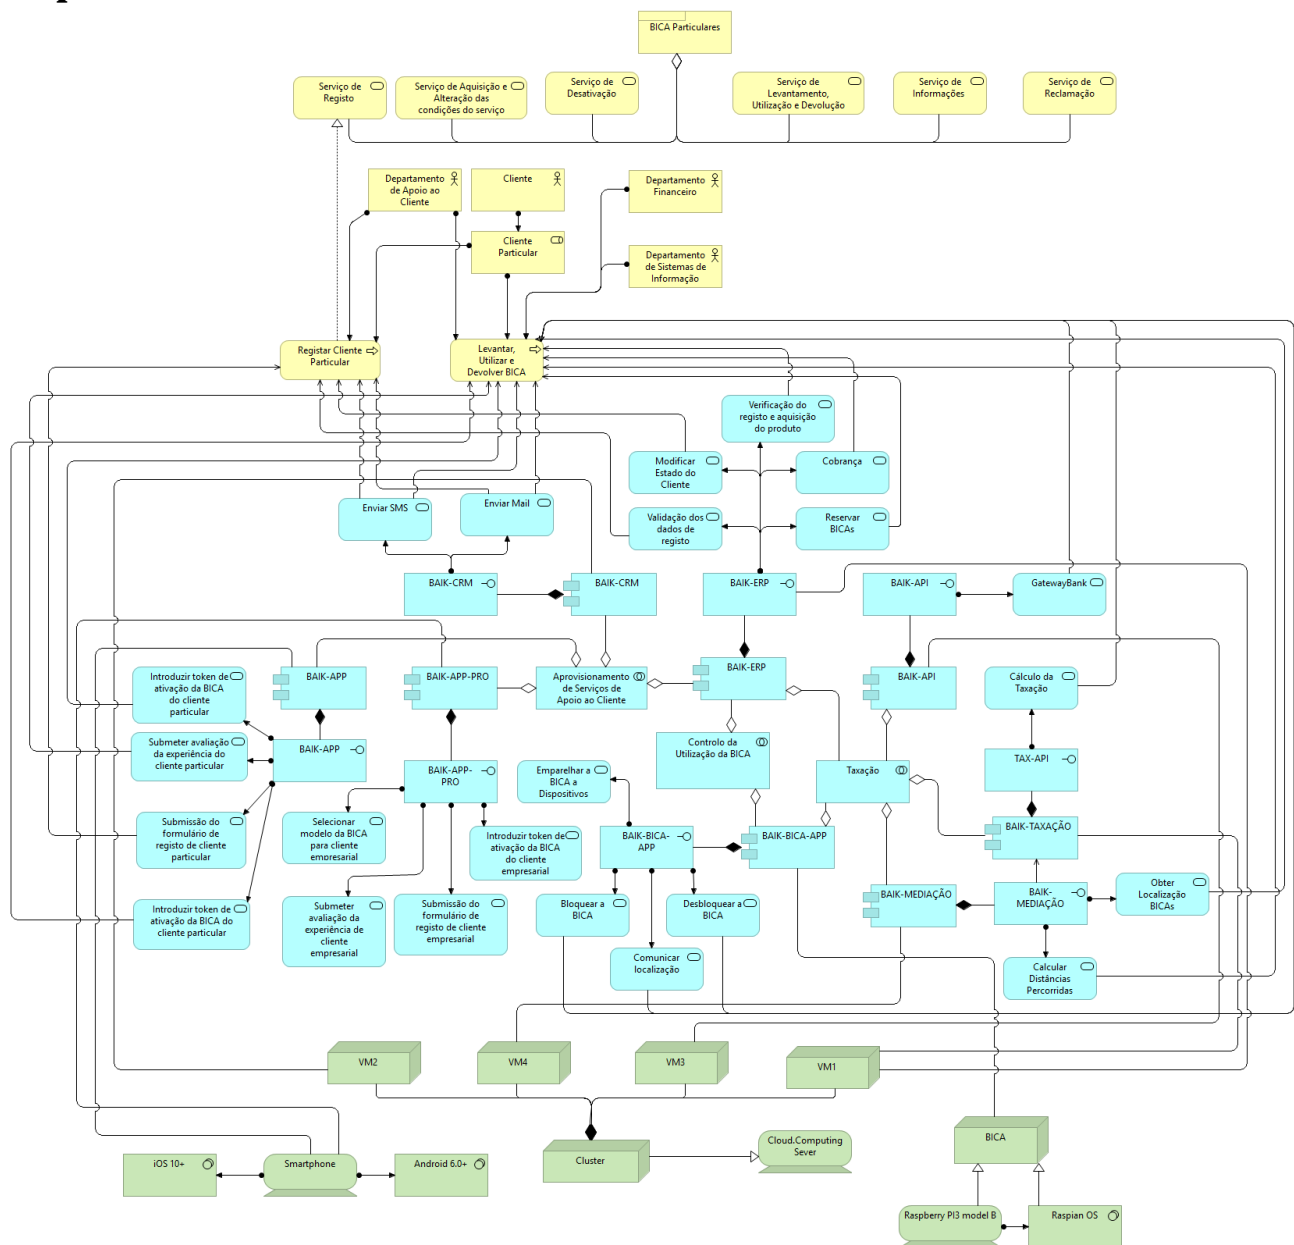 BICA Particulares
Serviço de
Registo
Serviço de Aquisição e
Alteração das
condições do serviço
Serviço de
Desativação
Serviço de
Levantamento,
Utilização e Devolução
Serviço de
Informações
Serviço de
Reclamação
Departamento
de Apoio ao
Cliente
Cliente
Departamento
Financeiro
Cliente
Particular
Departamento
de Sistemas de
Informação
Registar Cliente
Particular
Levantar,
Utilizar e
Devolver BICA
Verificação do
registo e aquisição
do produto
Modificar
Estado do
Cliente
Cobrança
Enviar SMS
Enviar Mail
Validação dos
dados de
registo
Reservar
BICAs
BAIK-CRM
BAIK-CRM
BAIK-ERP
BAIK-API
GatewayBank
Introduzir token de
ativação da BICA
do cliente
particular
BAIK-APP
BAIK-APP-PRO
Aprovisionamento
de Serviços de
Apoio ao Cliente
BAIK-ERP
BAIK-API
Cálculo da
Taxação
Submeter avaliação
da experiência do
cliente particular
BAIK-APP
BAIK-APP-
PRO
Controlo da
Utilização da BICA
Emparelhar a
BICA a
Dispositivos
Taxação
TAX-API
Submissão do
formulário de
registo de cliente
particular
Selecionar
modelo da BICA
para cliente
empresarial
Introduzir token de
ativação da BICA
do cliente
empresarial
BAIK-BICA-
APP
BAIK-BICA-APP
BAIK-TAXAÇÃO
Introduzir token de
ativação da BICA do
cliente particular
Submeter
avaliação da
experiência de
cliente
empresarial
Submissão do
formulário de
registo de cliente
empresarial
Bloquear a
BICA
Desbloquear a
BICA
BAIK-MEDIAÇÃO
BAIK-
MEDIAÇÃO
Obter
Localização
BICAs
Comunicar
localização
Calcular
Distâncias
Percorridas
VM2
VM4
VM3
VM1
iOS 10+
Smartphone
Android 6.0+
Cluster
Cloud.Computing
Sever
BICA
Raspberry PI3 model B
Raspian OS